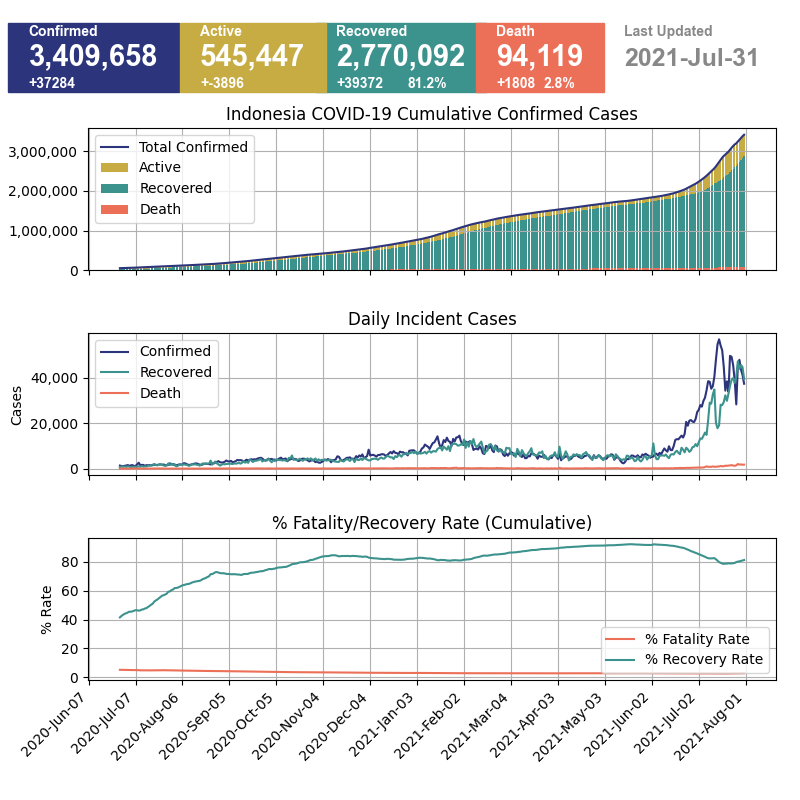 Confirmed
3,409,658
+37284
Active
545,447
+-3896
Recovered
2,770,092
+39372 81.2%
Death
94,119
+1808 2.8%
Last Updated
2021-Jul-31
Indonesia COVID-19 Cumulative Confirmed Cases
3,000,000
2,000,000
1,000,000
0
Total Confirmed
Active
Recovered
Death
Daily Incident Cases
Cases
40,000
20,000
0
Confirmed
Recovered
Death
% Fatality/Recovery Rate (Cumulative)
% Rate
80
60
40
20
0
% Fatality Rate
% Recovery Rate
2020-Jun-07
2020-Jul-07
2020-Aug-06
2020-Sep-05
2020-Oct-05
2020-Nov-04
2020-Dec-04
2021-Jan-03
2021-Feb-02
2021-Mar-04
2021-Apr-03
2021-May-03
2021-Jun-02
2021-Jul-02
2021-Aug-01